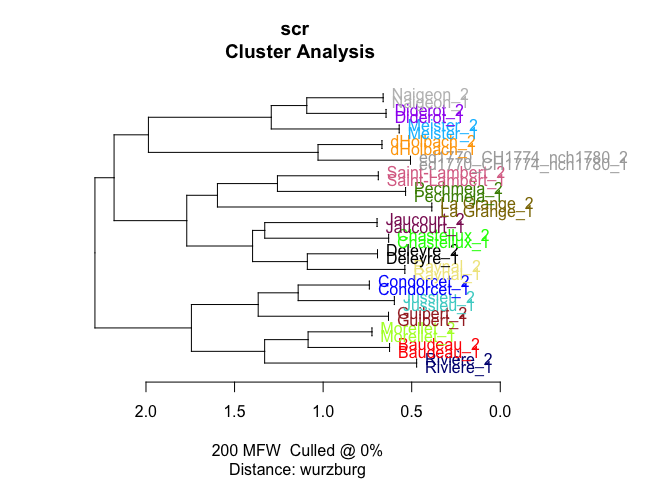 scr
Cluster Analysis
Naigeon_2
Naigeon_1
Diderot_2
Diderot_1
Meister_2
Meister_1
dHolbach_2
dHolbach_1
ed1770_CH1774_nch1780_2
ed1770_CH1774_nch1780_1
Saint-Lambert_2
Saint-Lambert_1
Pechmeja_2
Pechmeja_1
La Grange_2
La Grange_1
Jaucourt_2
Jaucourt_1
Chastellux_2
Chastellux_1
Deleyre_2
Deleyre_1
Raynal_2
Raynal_1
Condorcet_2
Condorcet_1
Jussieu_2
Jussieu_1
Guibert_2
Guibert_1
Morellet_2
Morellet_1
Baudeau_2
Baudeau_1
Riviere_2
Riviere_1
2.0 1.5 1.0 0.5 0.0
200 MFW Culled @ 0%
Distance: wurzburg